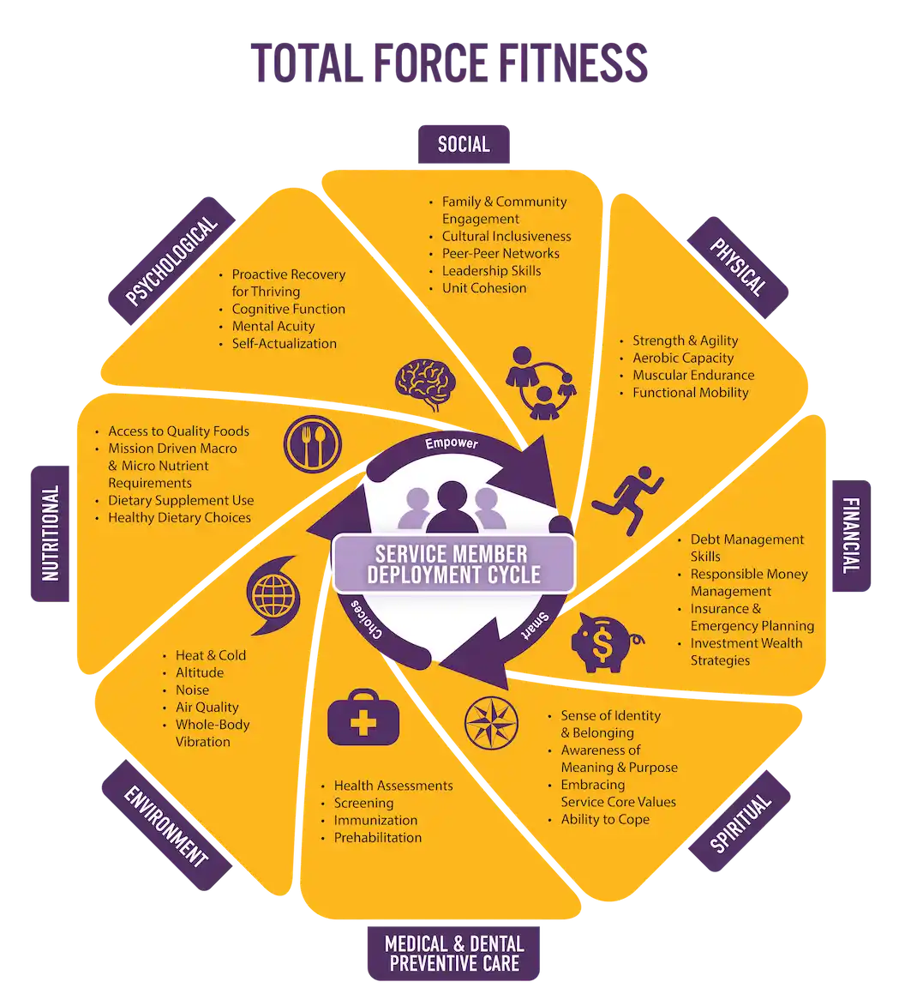 TOTAL FORCE FITNESS
SOCIAL
• Family & Community
Engagement
• Cultural Inclusiveness
• Peer-Peer Networks
• Leadership Skills
• Unit Cohesion
PHYSICAL
• Strength & Agility
• Aerobic Capacity
• Muscular Endurance
• Functional Mobility
FINANCIAL
• Debt Management
Skills
• Responsible Money
Management
• Insurance &
Emergency Planning
• Investment Wealth
Strategies
SPIRITUAL
• Sense of Identity
& Belonging
• Awareness of
Meaning & Purpose
• Embracing
Service Core Values
• Ability to Cope
MEDICAL & DENTAL
PREVENTIVE CARE
• Health Assessments
• Screening
• Immunization
• Prehabilitation
ENVIRONMENT
• Heat & Cold
• Altitude
• Noise
• Air Quality
• Whole-Body
Vibration
NUTRITIONAL
• Access to Quality Foods
• Mission Driven Macro
& Micro Nutrient
Requirements
• Dietary Supplement Use
• Healthy Dietary Choices
PSYCHOLOGICAL
• Proactive Recovery
for Thriving
• Cognitive Function
• Mental Acuity
• Self-Actualization
Empower
Smart
Choices
SERVICE MEMBER
DEPLOYMENT CYCLE
$